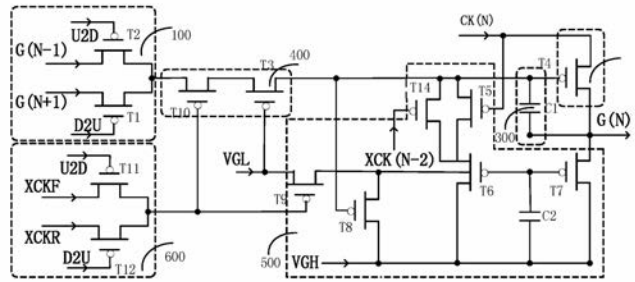 U2D
T2
G(N-1)
100
G(N+1)
T1
D2U
T10
T3
400
CK(N)
T4
T14
T5
300
C1
G(N)
XCK(N-2)
U2D
T11
XCKF
XCKR
D2U
T12
600
VGL
T9
500
T8
T6
T7
C2
VGH